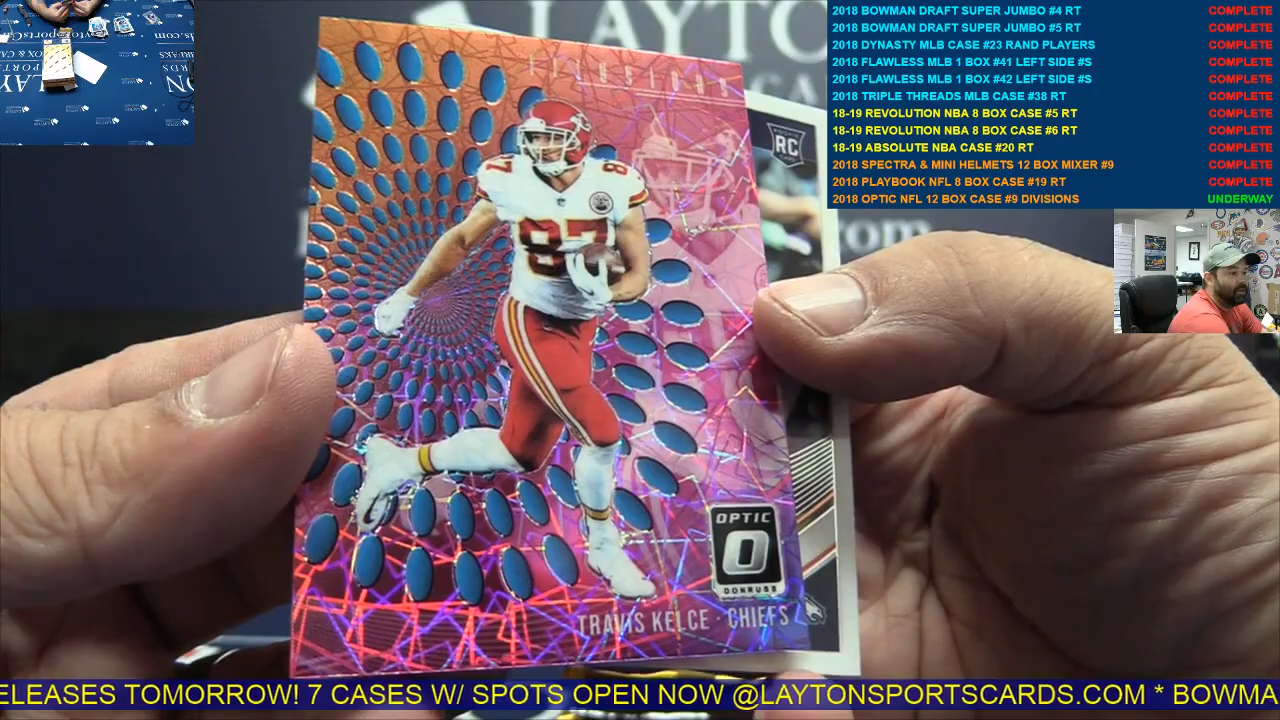 2018 BOWMAN DRAFT SUPER JUMBO #4 RT COMPLETE
2018 BOWMAN DRAFT SUPER JUMBO #5 RT COMPLETE
2018 DYNASTY MLB CASE #23 RAND PLAYERS COMPLETE
2018 FLAWLESS MLB 1 BOX #41 LEFT SIDE #S COMPLETE
2018 FLAWLESS MLB 1 BOX #42 LEFT SIDE #S COMPLETE
2018 TRIPLE THREADS MLB CASE #38 RT COMPLETE
18-19 REVOLUTION NBA 8 BOX CASE #5 RT COMPLETE
18-19 REVOLUTION NBA 8 BOX CASE #6 RT COMPLETE
18-19 ABSOLUTE NBA CASE #20 RT COMPLETE
2018 SPECTRA & MINI HELMETS 12 BOX MIXER #9 COMPLETE
2018 PLAYBOOK NFL 8 BOX CASE #19 RT COMPLETE
2018 OPTIC NFL 12 BOX CASE #9 DIVISIONS UNDERWAY
LAYTON
ILLUSIONS
RC
87
87
.com
OPTIC
O
DONRUSS
TRAVIS KELCE · CHIEFS
ELEASES TOMORROW! 7 CASES W/ SPOTS OPEN NOW @LAYTONSPORTSCARDS.COM * BOWMA